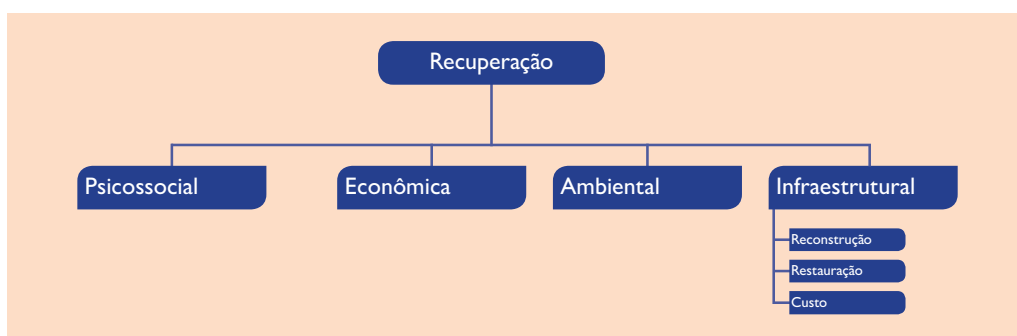 Recuperação
Psicossocial
Econômica
Ambiental
Infraestrutural
Reconstrução
Restauração
Custo